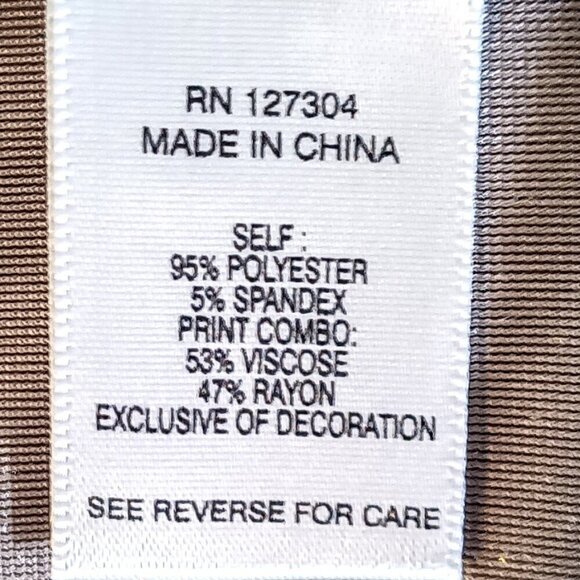 RN 127304
MADE IN CHINA
SELF :
95% POLYESTER
5% SPANDEX
PRINT COMBO:
53% VISCOSE
47% RAYON
EXCLUSIVE OF DECORATION
SEE REVERSE FOR CARE